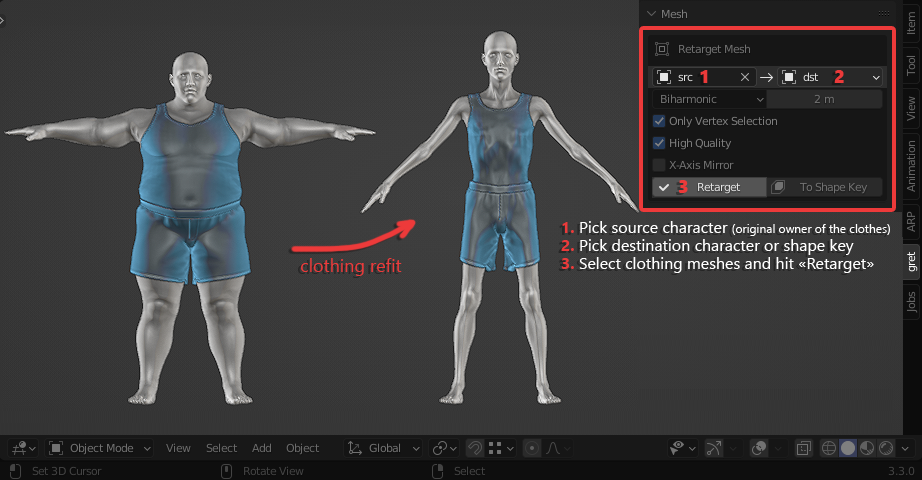 Mesh
Retarget Mesh
src 1 dst 2
Biharmonic 2 m
Only Vertex Selection
High Quality
X-Axis Mirror
3 Retarget To Shape Key
1. Pick source character (original owner of the clothes)
2. Pick destination character or shape key
3. Select clothing meshes and hit «Retarget»
clothing refit
Item
Tool
View
Animation
ARP
gret
Jobs
Object Mode View Select Add Object Global
Set 3D Cursor Rotate View Select 3.3.0